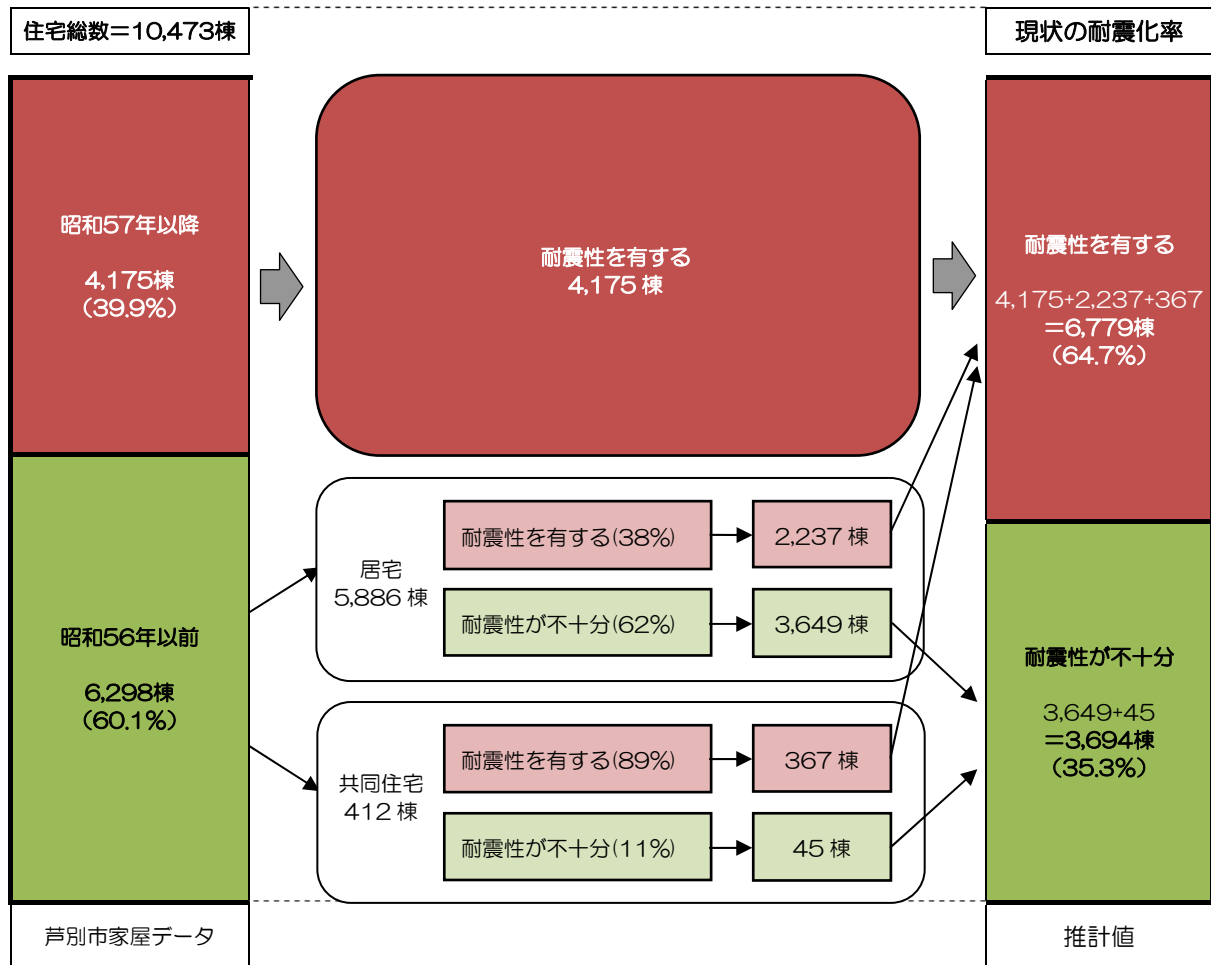 住宅総数＝10,473棟
現状の耐震化率
昭和57年以降
4,175棟
（39.9%）
耐震性を有する
4,175 棟
耐震性を有する
4,175+2,237+367
＝6,779棟
（64.7%）
昭和56年以前
6,298棟
（60.1%）
居宅
5,886 棟
耐震性を有する(38%)
2,237 棟
耐震性が不十分(62%)
3,649 棟
共同住宅
412 棟
耐震性を有する(89%)
367 棟
耐震性が不十分(11%)
45 棟
耐震性が不十分
3,649+45
＝3,694棟
（35.3%）
芦別市家屋データ
推計値